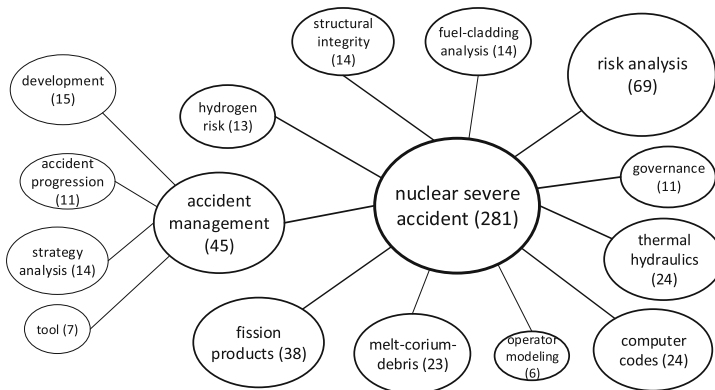 structural
integrity
(14)
fuel-cladding
analysis (14)
risk analysis
(69)
development
(15)
hydrogen
risk (13)
accident
progression
(11)
governance
(11)
accident
management
(45)
nuclear severe
accident (281)
strategy
analysis (14)
thermal
hydraulics
(24)
tool (7)
fission
products (38)
melt-corium-
debris (23)
operator
modeling
(6)
computer
codes (24)